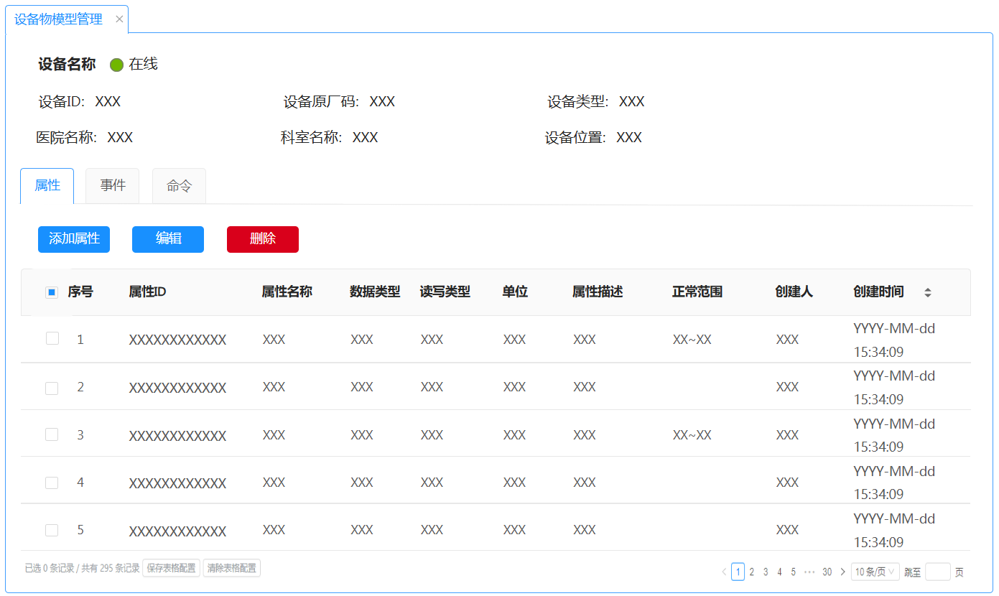 设备物模型管理 ×
设备名称 在线
设备ID: XXX 设备原厂码: XXX 设备类型: XXX
医院名称: XXX 科室名称: XXX 设备位置: XXX
属性 事件 命令
添加属性 编辑 删除
序号 属性ID 属性名称 数据类型 读写类型 单位 属性描述 正常范围 创建人 创建时间
1 XXXXXXXXXXXX XXX XXX XXX XXX XXX XX~XX XXX YYYY-MM-dd
15:34:09
2 XXXXXXXXXXXX XXX XXX XXX XXX XXX XXX YYYY-MM-dd
15:34:09
3 XXXXXXXXXXXX XXX XXX XXX XXX XXX XX~XX XXX YYYY-MM-dd
15:34:09
4 XXXXXXXXXXXX XXX XXX XXX XXX XXX XXX YYYY-MM-dd
15:34:09
5 XXXXXXXXXXXX XXX XXX XXX XXX XXX XXX YYYY-MM-dd
15:34:09
已选 0 条记录 / 共有 295 条记录 保存表格配置 清除表格配置 < 1 2 3 4 5 ··· 30 > 10 条/页 跳至 页